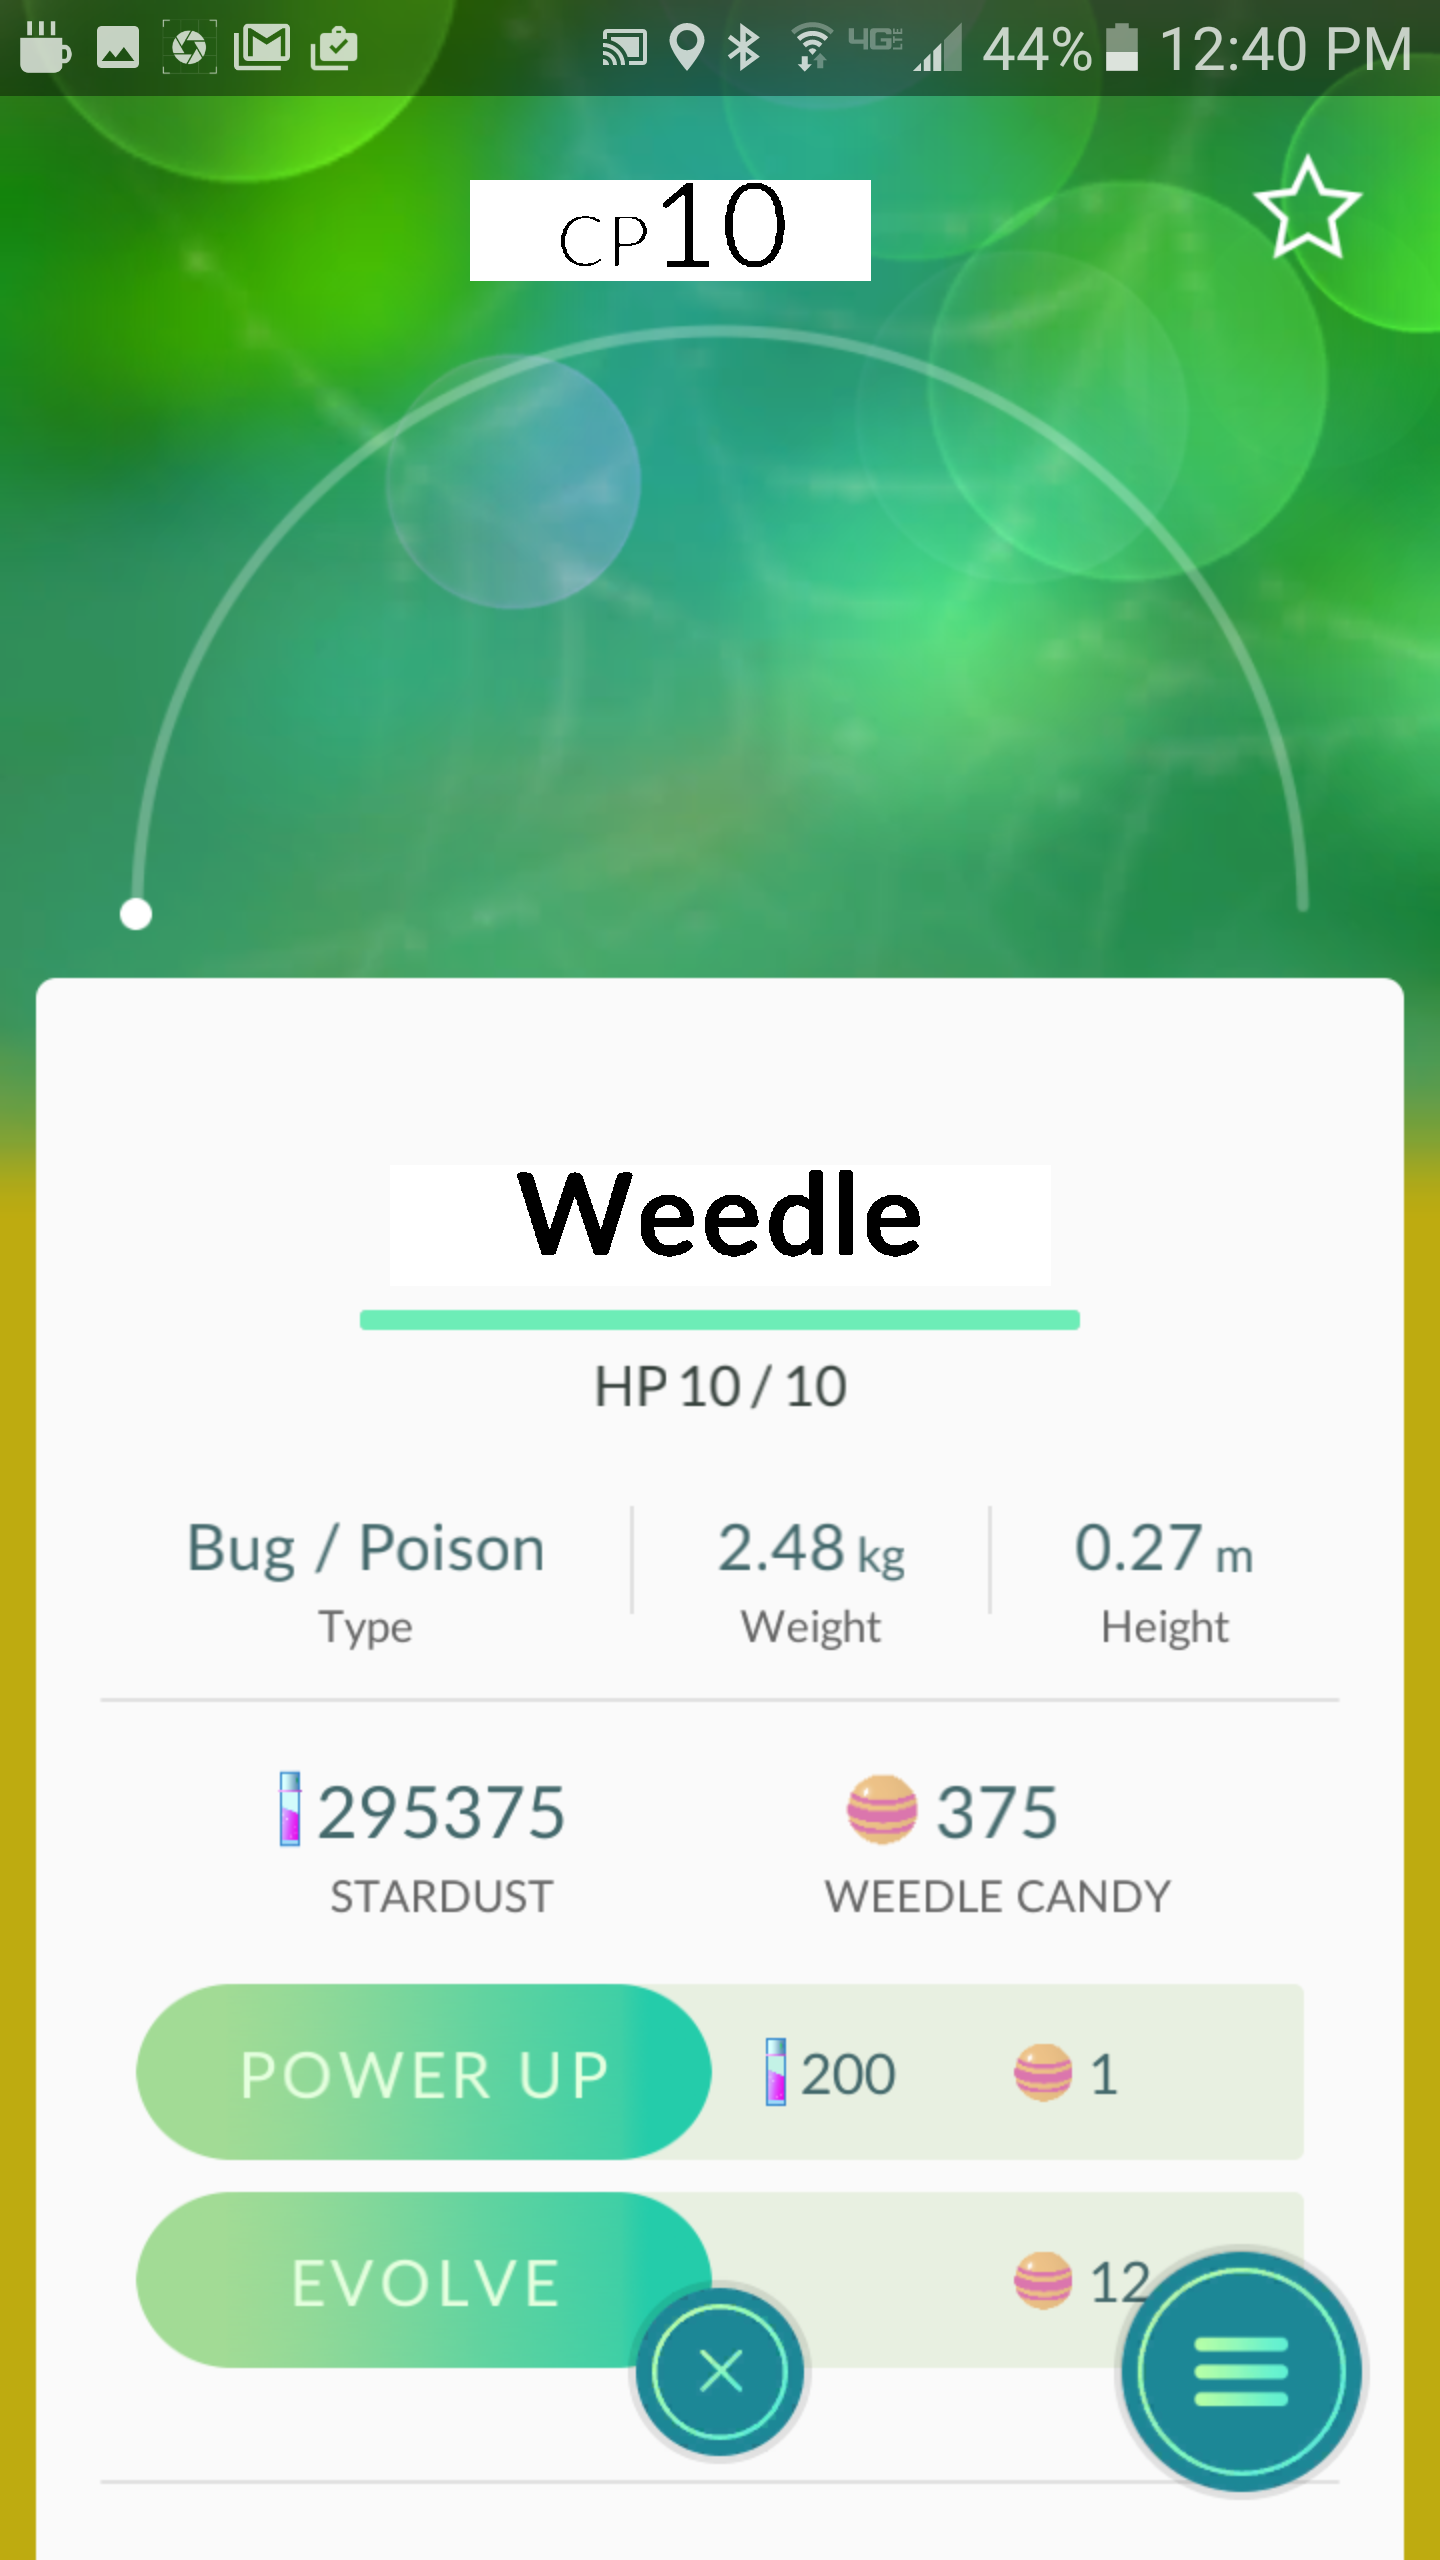 4G LTE 44% 12:40 PM
CP10
Weedle
HP 10 / 10
Bug / Poison 2.48 kg 0.27 m
Type Weight Height
295375 375
STARDUST WEEDLE CANDY
POWER UP 200 1
EVOLVE 12